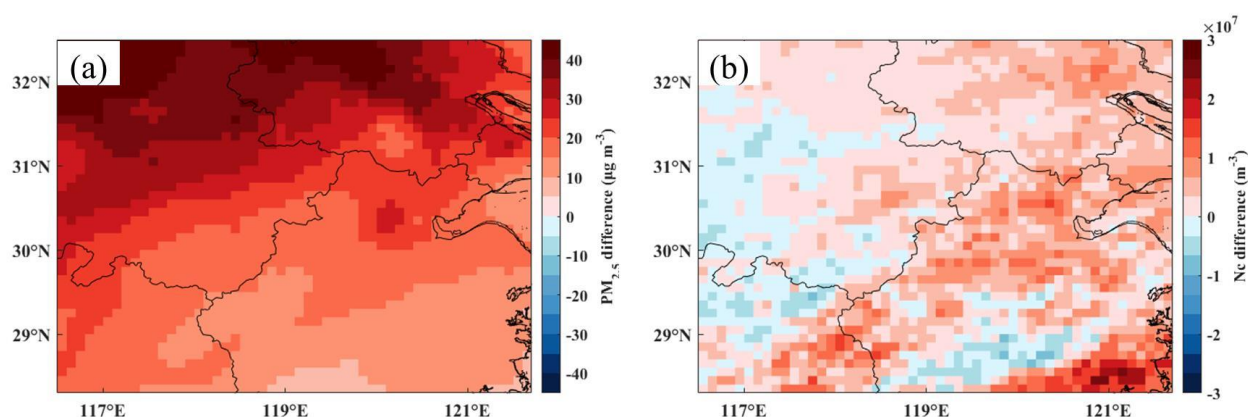 (a)
32°N
31°N
30°N
29°N
117°E
119°E
121°E
40
30
20
10
0
-10
-20
-30
-40
PM2.5 difference (µg m-3)
(b)
32°N
31°N
30°N
29°N
117°E
119°E
121°E
×10⁷
3
2
1
0
-1
-2
-3
Nc difference (m-3)